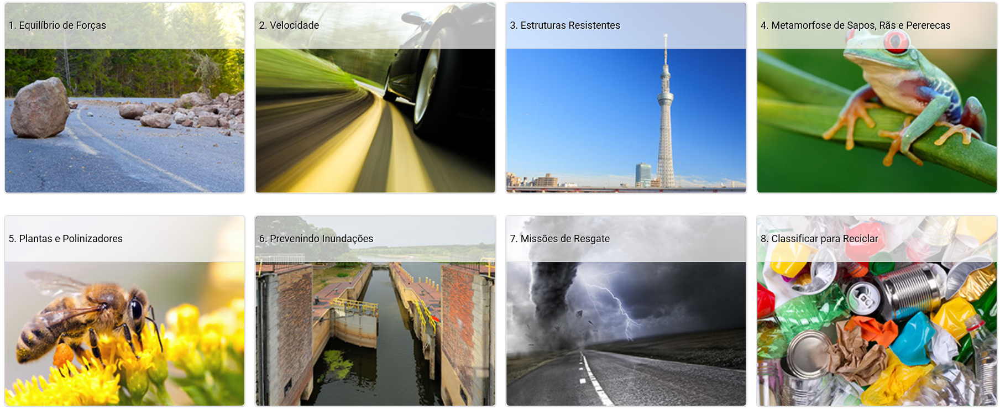 1. Equilíbrio de Forças
2. Velocidade
3. Estruturas Resistentes
4. Metamorfose de Sapos, Rãs e Pererecas
5. Plantas e Polinizadores
6. Prevenindo Inundações
7. Missões de Resgate
8. Classificar para Reciclar